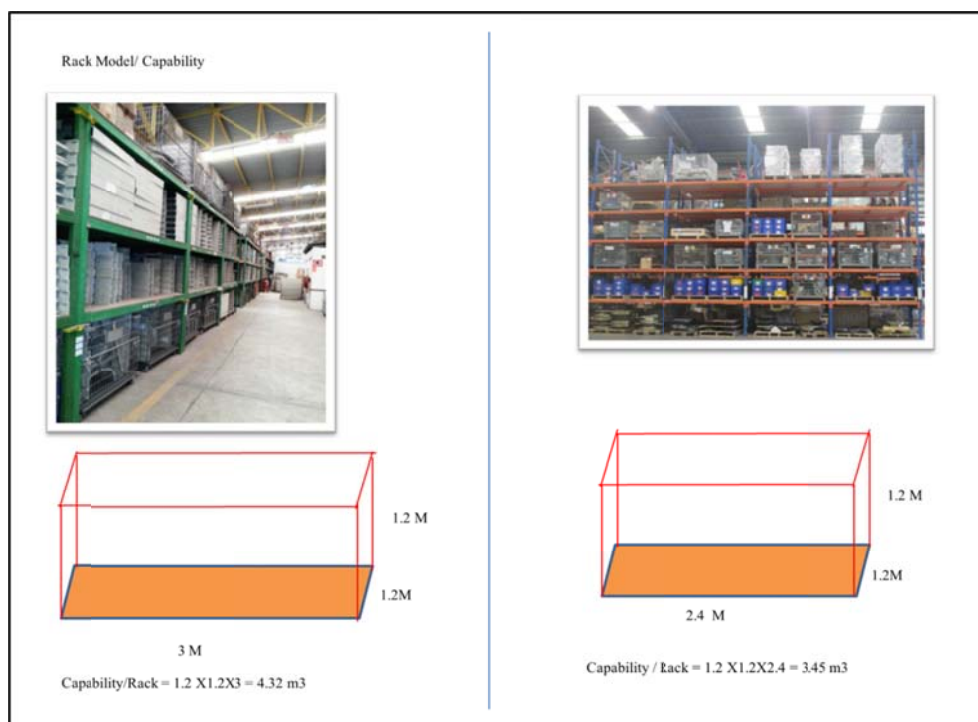 Rack Model/ Capability
1.2 M
1.2M
3 M
Capability/Rack = 1.2 X1.2X3 = 4.32 m3
1.2 M
1.2M
2.4 M
Capability / Rack = 1.2 X1.2X2.4 = 3.45 m3